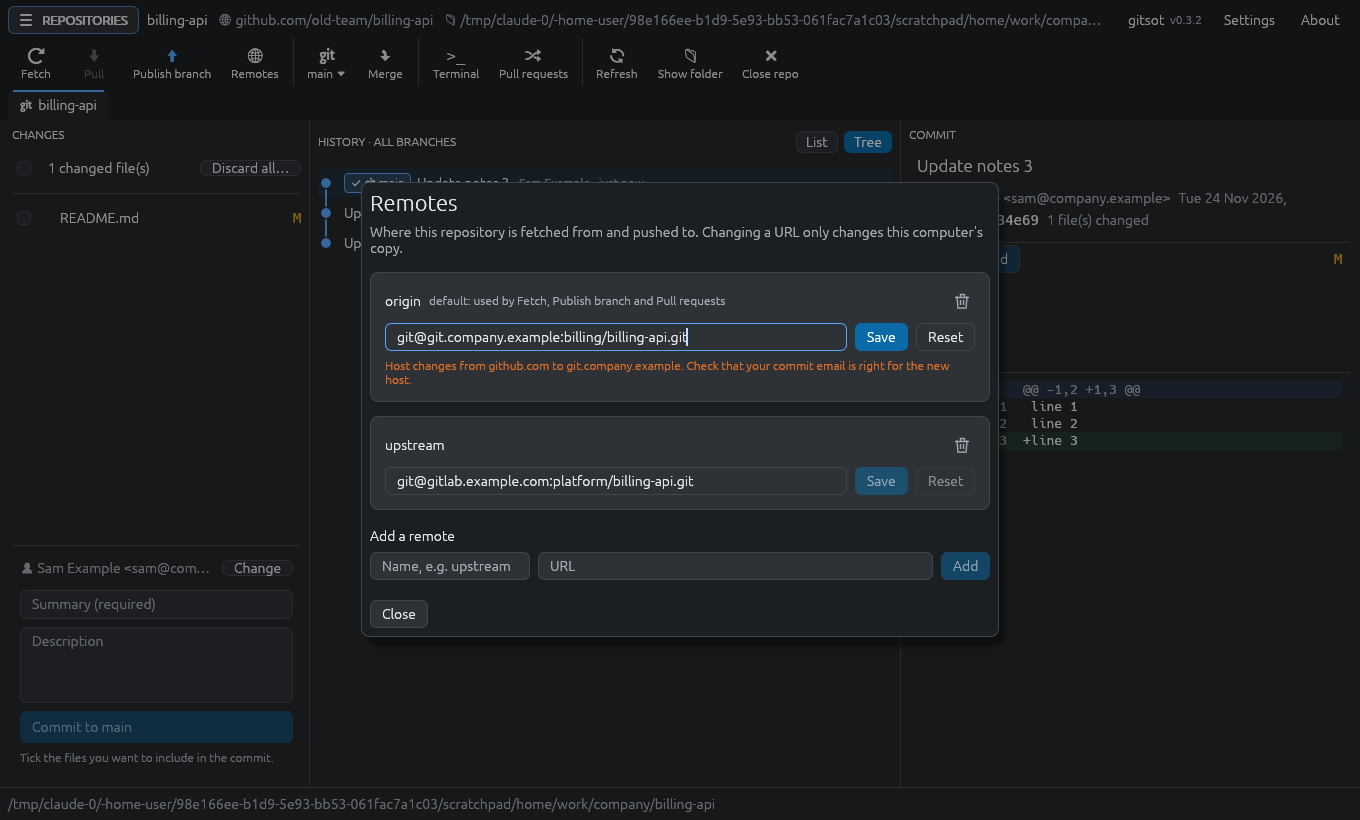 REPOSITORIES billing-api github.com/old-team/billing-api /tmp/claude-0/-home-user/98e166ee-b1d9-5e93-bb53-061fac7a1c03/scratchpad/home/work/compa… gitsot v0.3.2 Settings About
Fetch Pull Publish branch Remotes git main Merge >_ Terminal Pull requests Refresh Show folder Close repo
git billing-api
CHANGES
1 changed file(s) Discard all…
README.md M
HISTORY · ALL BRANCHES List Tree
Update notes 3 Sam Example just now
Up
Up
COMMIT
Update notes 3
<sam@company.example> Tue 24 Nov 2026,
34e69 1 file(s) changed
d M
@@ -1,2 +1,3 @@
1 line 1
2 line 2
3 +line 3
Remotes
Where this repository is fetched from and pushed to. Changing a URL only changes this computer's
copy.
origin default: used by Fetch, Publish branch and Pull requests
git@git.company.example:billing/billing-api.git Save Reset
Host changes from github.com to git.company.example. Check that your commit email is right for the new
host.
upstream
git@gitlab.example.com:platform/billing-api.git Save Reset
Add a remote
Name, e.g. upstream URL Add
Close
Sam Example <sam@com… Change
Summary (required)
Description
Commit to main
Tick the files you want to include in the commit.
/tmp/claude-0/-home-user/98e166ee-b1d9-5e93-bb53-061fac7a1c03/scratchpad/home/work/company/billing-api